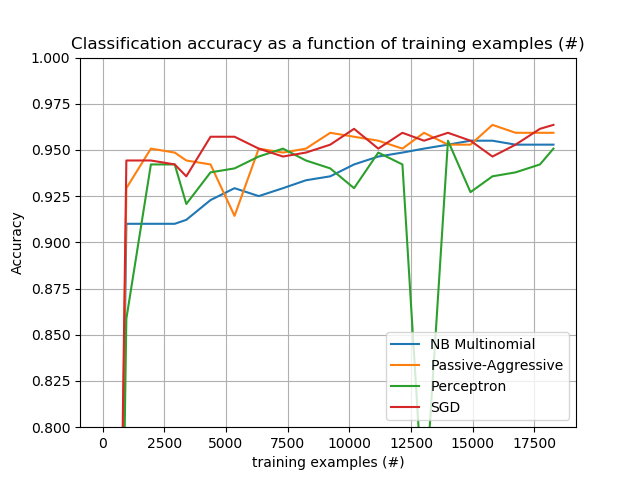 Classification accuracy as a function of training examples (#)
1.000
0.975
0.950
0.925
0.900
0.875
0.850
0.825
0.800
Accuracy
NB Multinomial
Passive-Aggressive
Perceptron
SGD
0 2500 5000 7500 10000 12500 15000 17500
training examples (#)